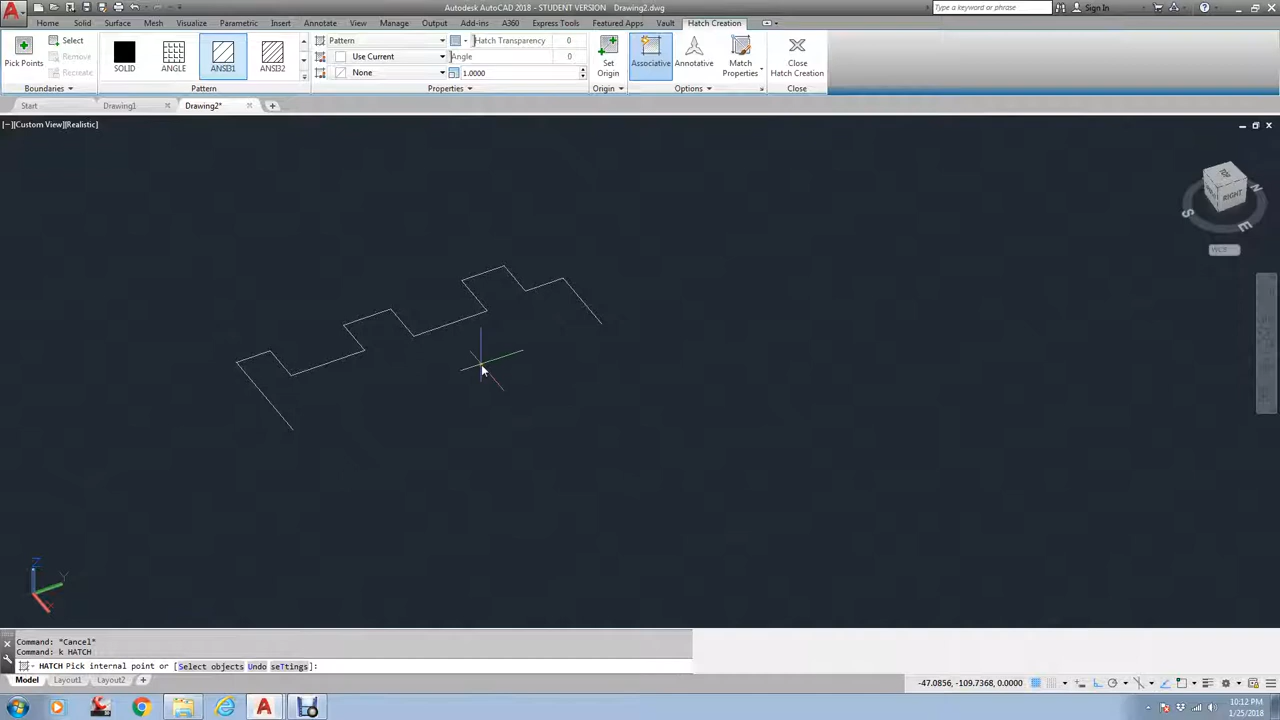 Autodesk AutoCAD 2018 - STUDENT VERSION Drawing2.dwg
Type a keyword or phrase
Sign In
Home Solid Surface Mesh Visualize Parametric Insert Annotate View Manage Output Add-ins A360 Express Tools Featured Apps Vault Hatch Creation
Pick Points
Select
Remove
Recreate
Boundaries
SOLID ANGLE ANSI31 ANSI32
Pattern
Pattern Hatch Transparency 0
Use Current Angle 0
None 1.0000
Properties
Set Origin
Origin
Associative Annotative Match Properties
Options
Close Hatch Creation
Close
Start Drawing1 Drawing2*
[−][Custom View][Realistic]
TOP
RIGHT
N
S
E
WCS
Z
Y
X
Command: *Cancel*
Command: k HATCH
HATCH Pick internal point or [Select objects Undo seTtings]:
Model Layout1 Layout2
-47.0856, -109.7368, 0.0000
10:12 PM
1/25/2018